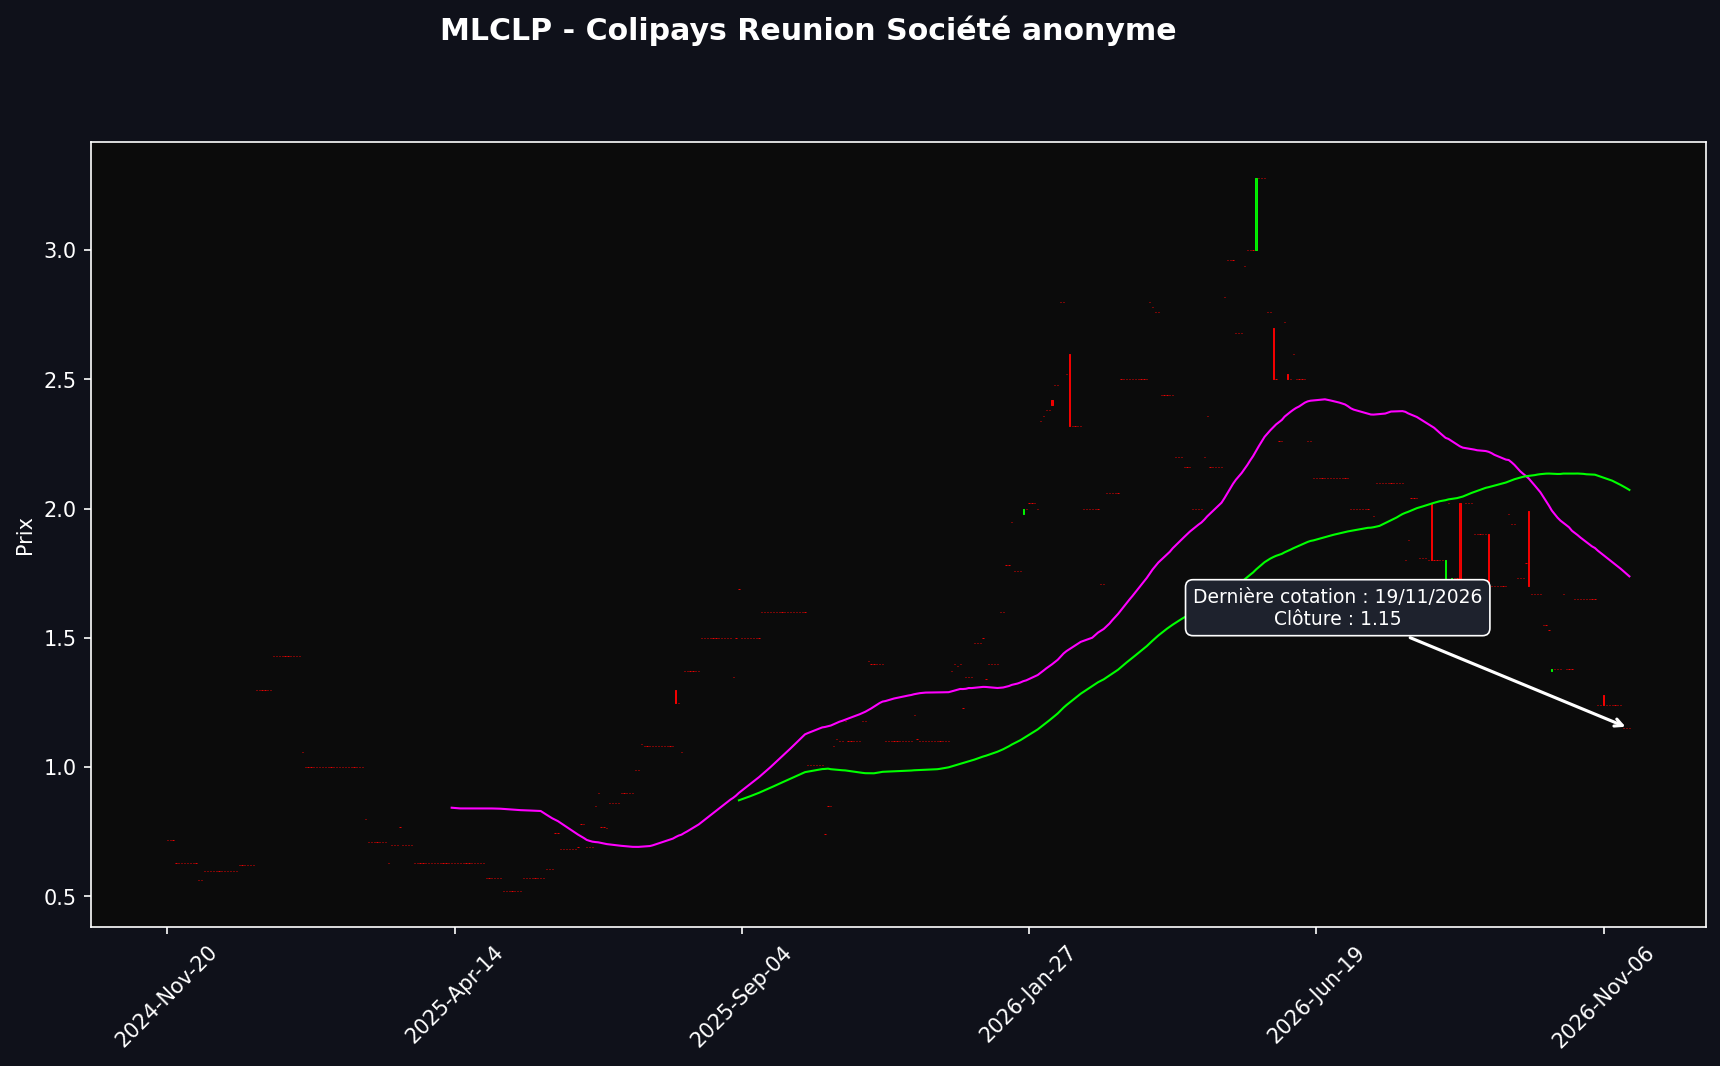 MLCLP - Colipays Reunion Société anonyme
Prix
3.0
2.5
2.0
1.5
1.0
0.5
Dernière cotation : 19/11/2026
Clôture : 1.15
2024-Nov-20
2025-Apr-14
2025-Sep-04
2026-Jan-27
2026-Jun-19
2026-Nov-06